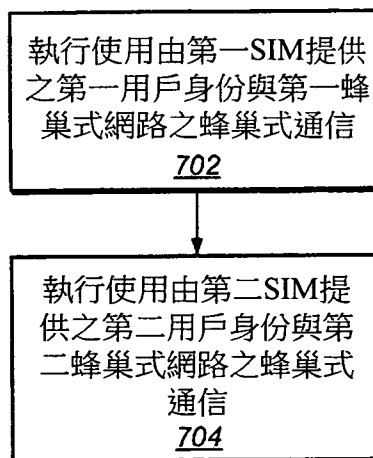 執行使用由第一SIM提供
之第一用戶身份與第一蜂
巢式網路之蜂巢式通信
702
執行使用由第二SIM提
供之第二用戶身份與第
二蜂巢式網路之蜂巢式
通信
704